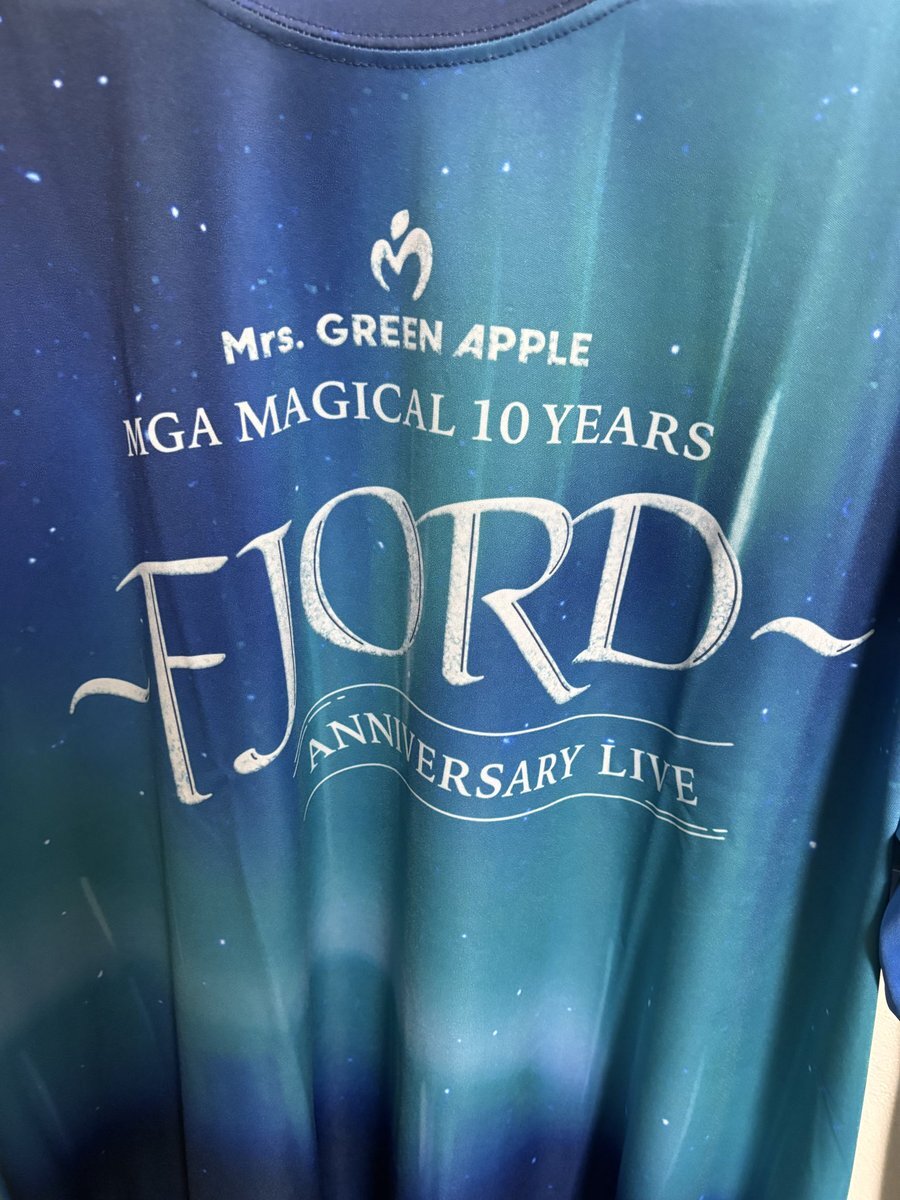 Mrs. GREEN APPLE
MGA MAGICAL 10 YEARS
~FJORD~
ANNIVERSARY LIVE